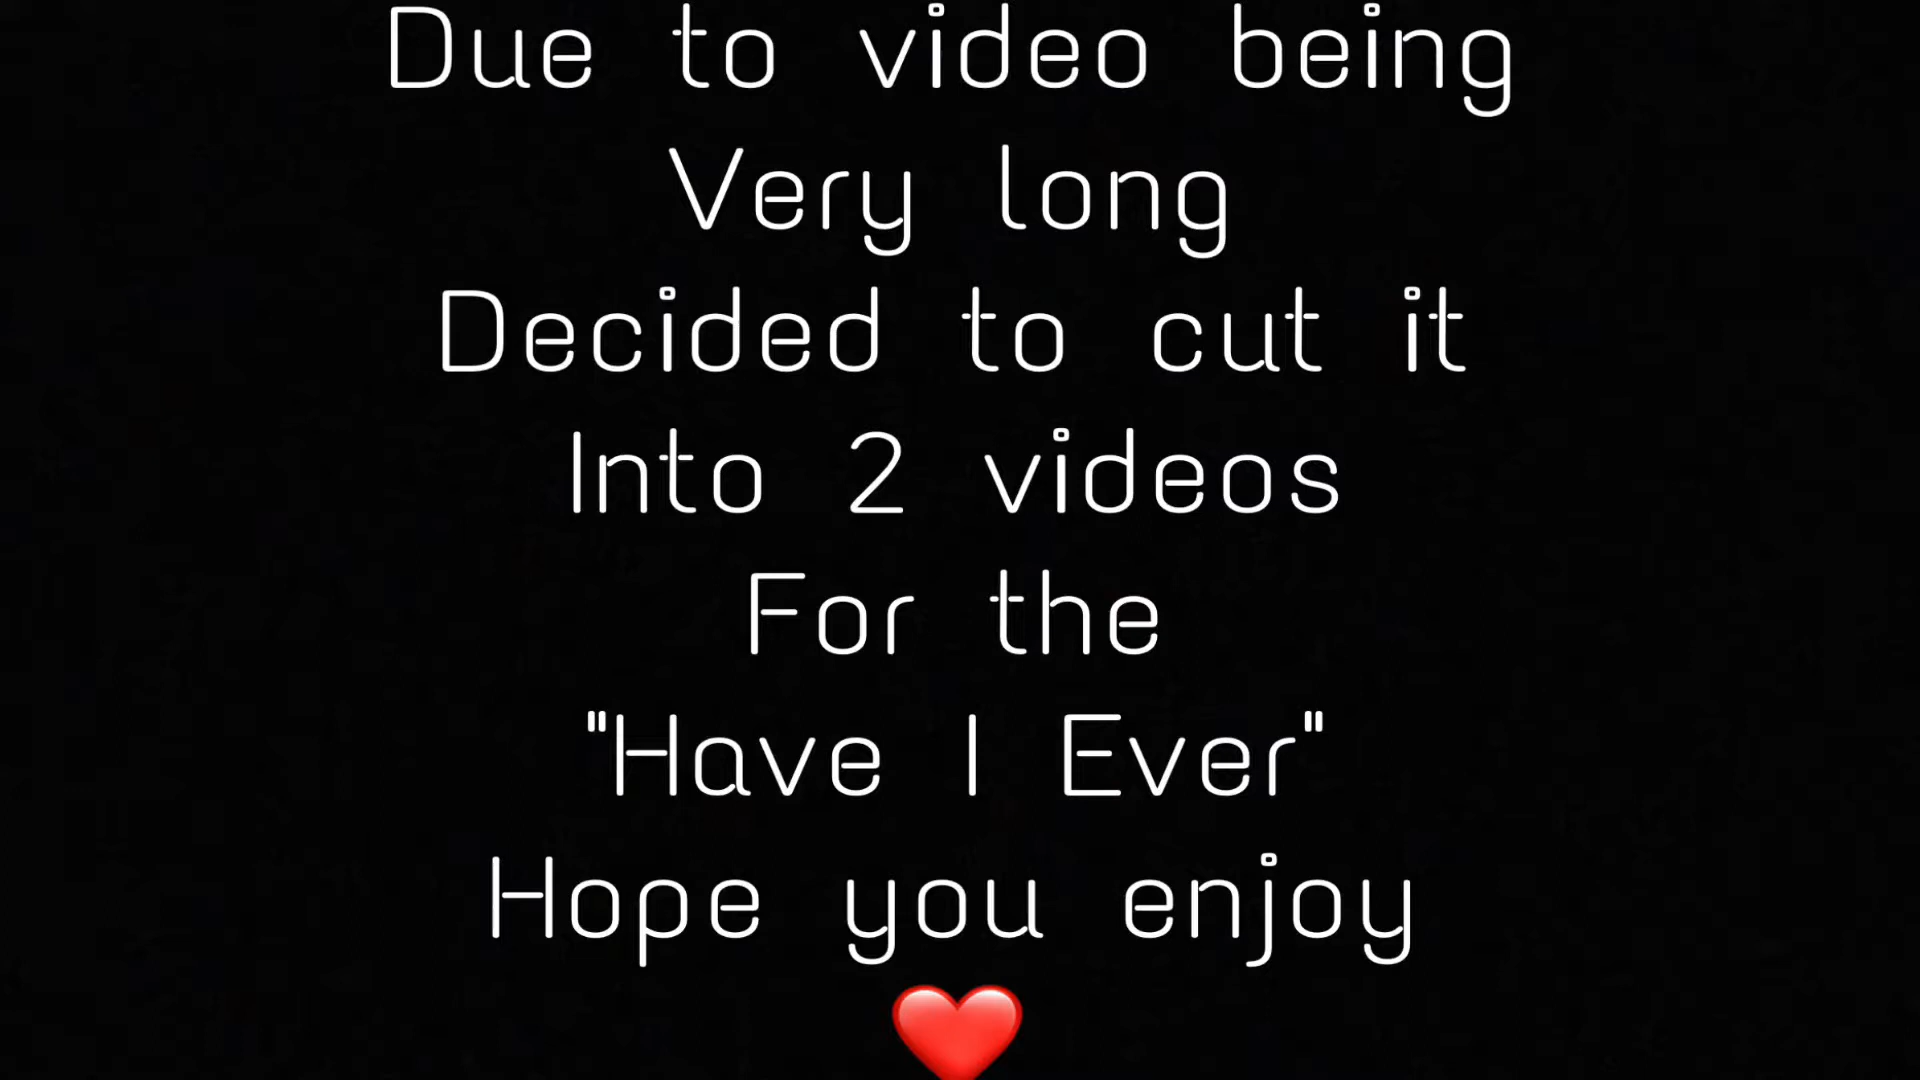 Due to video being
Very long
Decided to cut it
Into 2 videos
For the
"Have I Ever"
Hope you enjoy
❤️